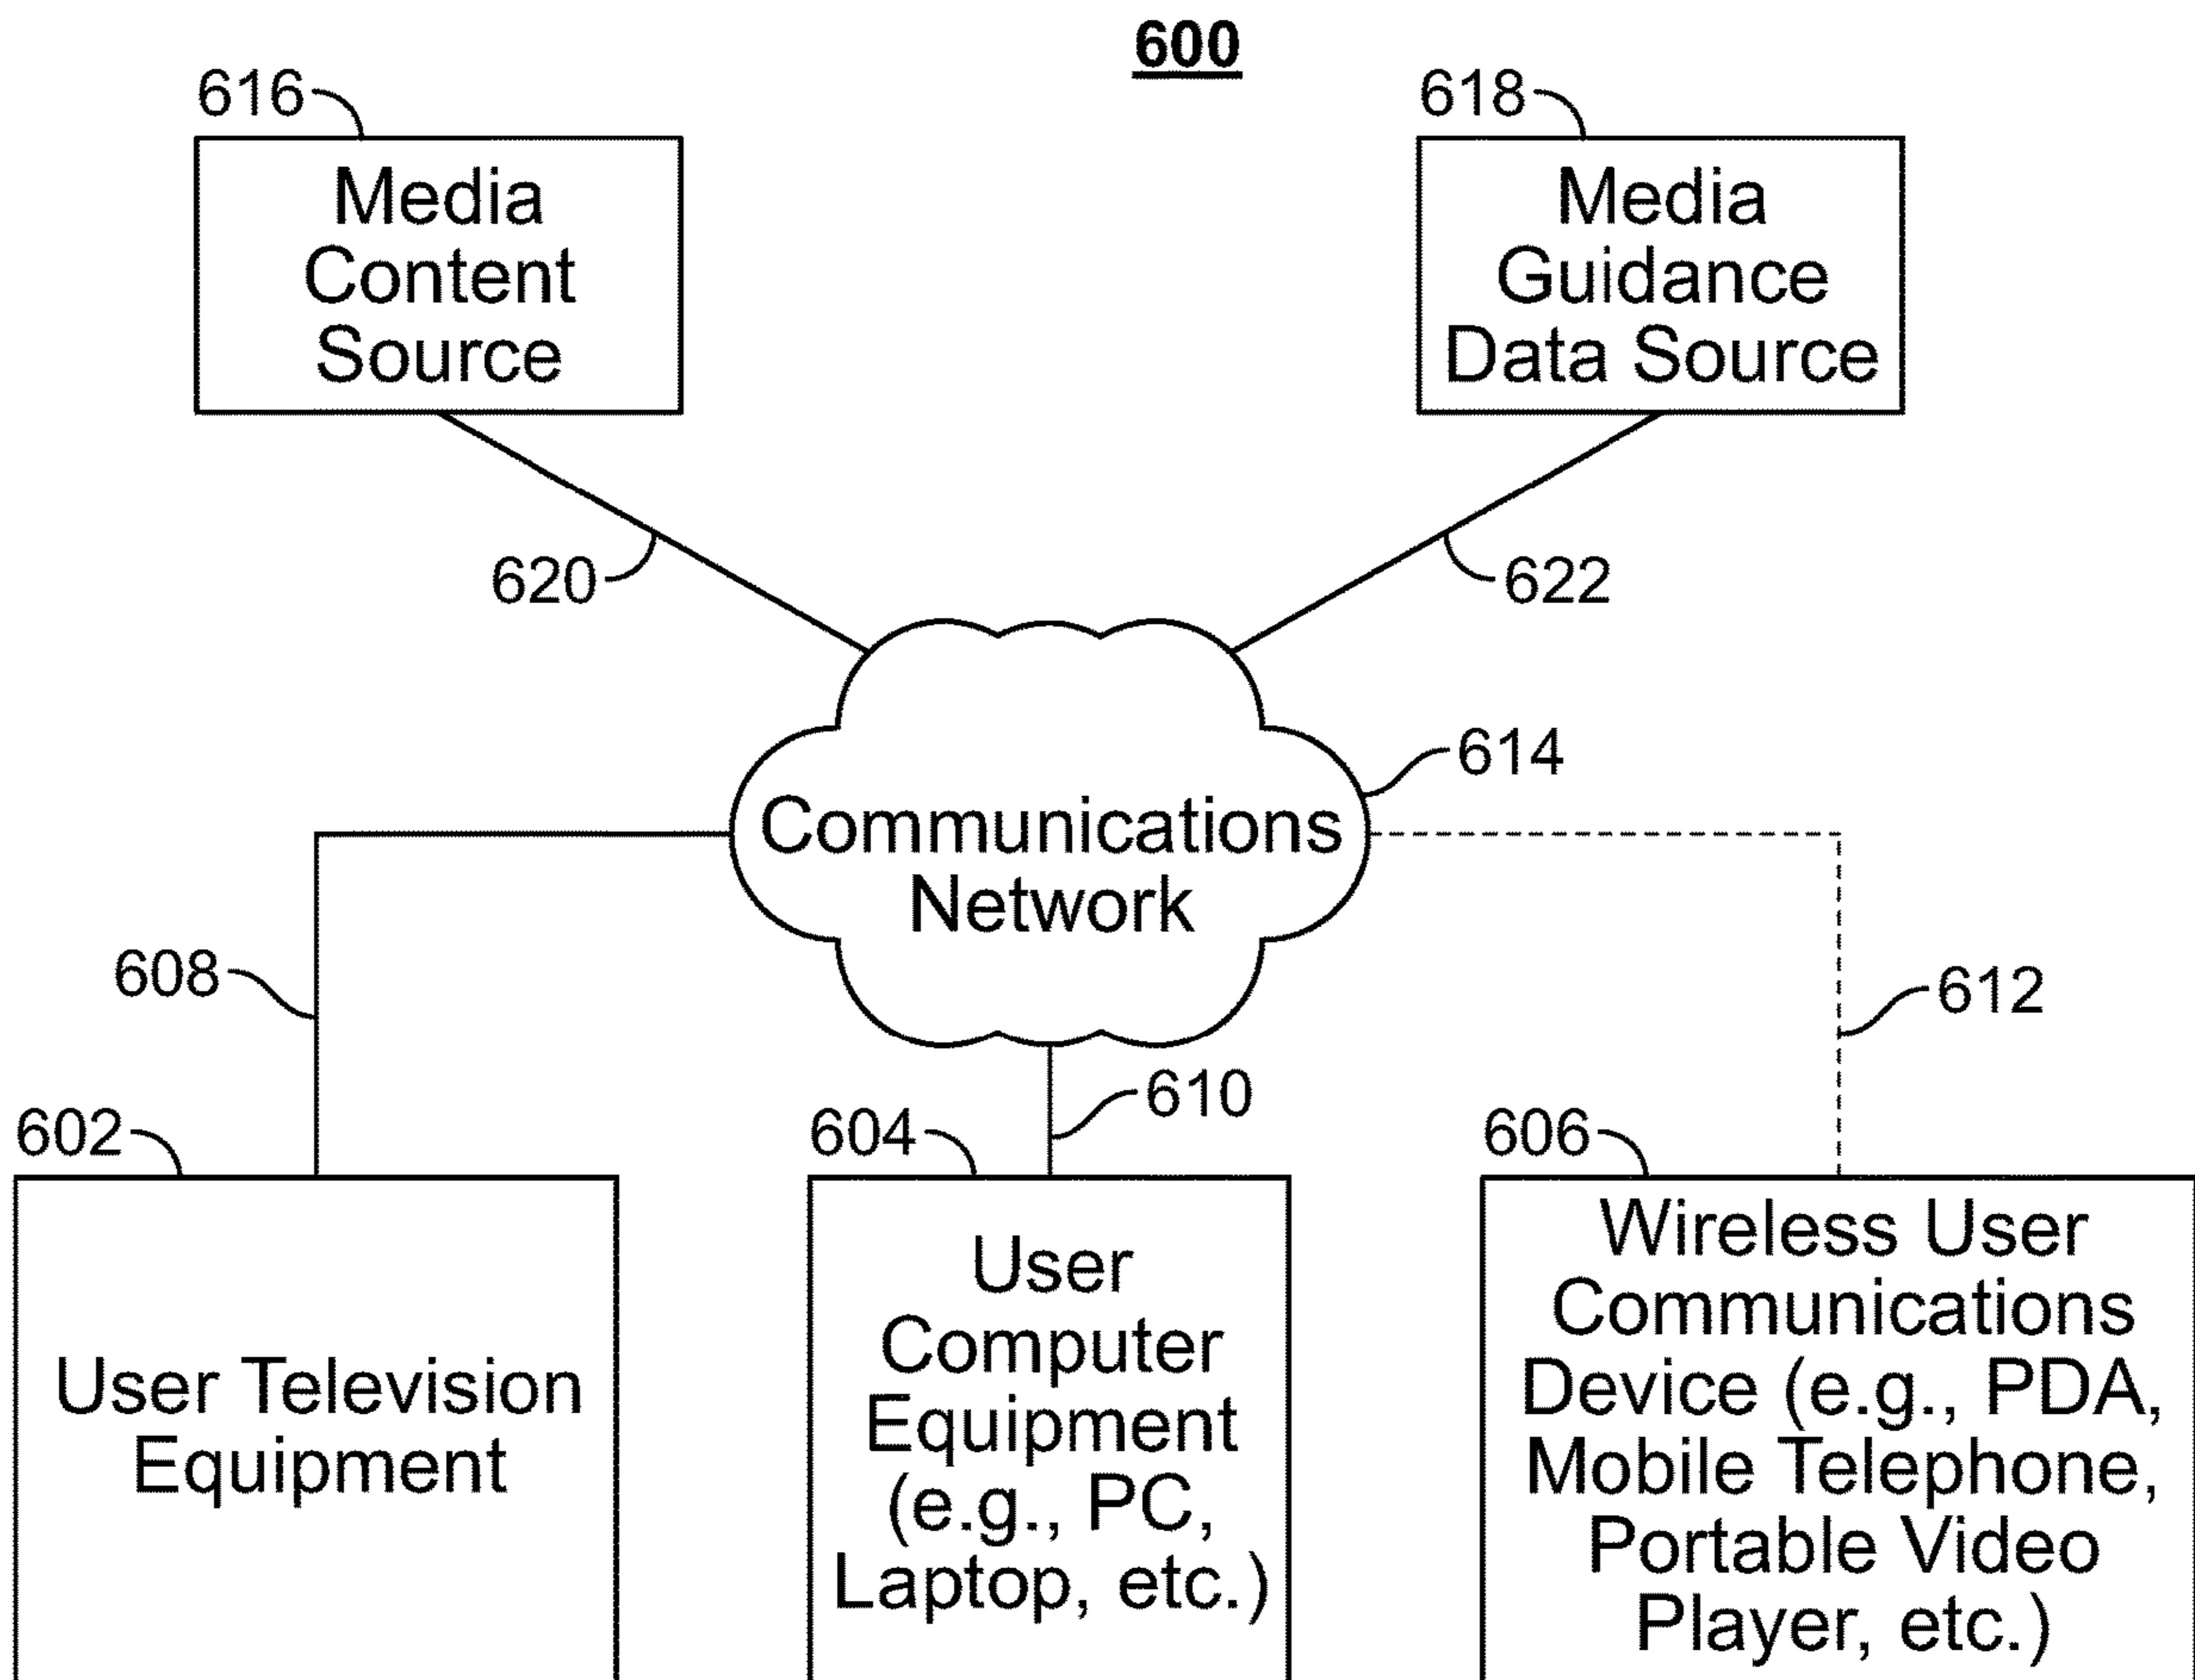 600
616
618
Media
Content
Source
Media
Guidance
Data Source
620
622
614
Communications
Network
608
612
610
602
604
606
User Television
Equipment
User
Computer
Equipment
(e.g., PC,
Laptop, etc.)
Wireless User
Communications
Device (e.g., PDA,
Mobile Telephone,
Portable Video
Player, etc.)